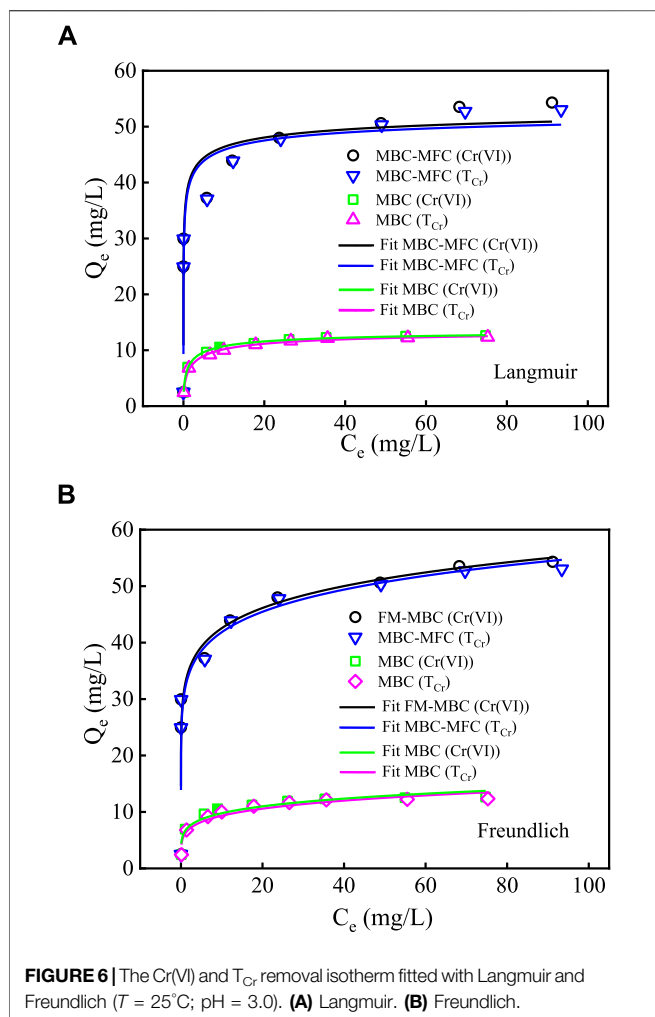 A
60
50
40
30
20
10
0
Qe (mg/L)
MBC-MFC (Cr(VI))
MBC-MFC (TCr)
MBC (Cr(VI))
MBC (TCr)
Fit MBC-MFC (Cr(VI))
Fit MBC-MFC (TCr)
Fit MBC (Cr(VI))
Fit MBC (TCr)
Langmuir
0 20 40 60 80 100
Ce (mg/L)
B
60
50
40
30
20
10
0
Qe (mg/L)
FM-MBC (Cr(VI))
MBC-MFC (TCr)
MBC (Cr(VI))
MBC (TCr)
Fit FM-MBC (Cr(VI))
Fit MBC-MFC (TCr)
Fit MBC (Cr(VI))
Fit MBC (TCr)
Freundlich
0 20 40 60 80 100
Ce (mg/L)
FIGURE 6 | The Cr(VI) and TCr removal isotherm fitted with Langmuir and
Freundlich (T = 25°C; pH = 3.0). (A) Langmuir. (B) Freundlich.